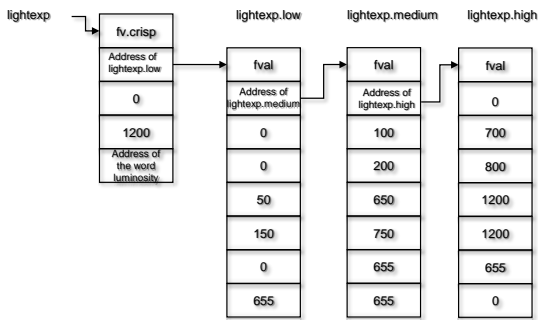 lightexp
fv.crisp
Address of
lightexp.low
0
1200
Address of
the word
luminosity
lightexp.low
fval
Address of
lightexp.medium
0
0
50
150
0
655
lightexp.medium
fval
Address of
lightexp.high
100
200
650
750
655
655
lightexp.high
fval
0
700
800
1200
1200
655
0